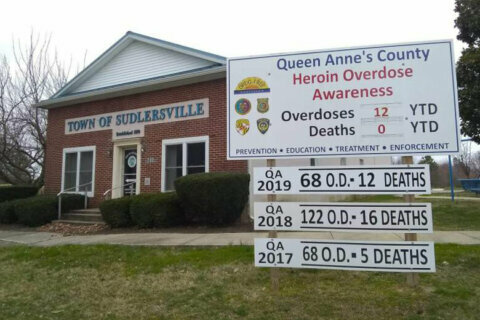 TOWN OF SUDLERSVILLE
Queen Anne's County
Heroin Overdose
Awareness
Overdoses 12 YTD
Deaths 0 YTD
PREVENTION • EDUCATION • TREATMENT • ENFORCEMENT
QA 2019 68 O.D.- 12 DEATHS
QA 2018 122 O.D.- 16 DEATHS
QA 2017 68 O.D.- 5 DEATHS